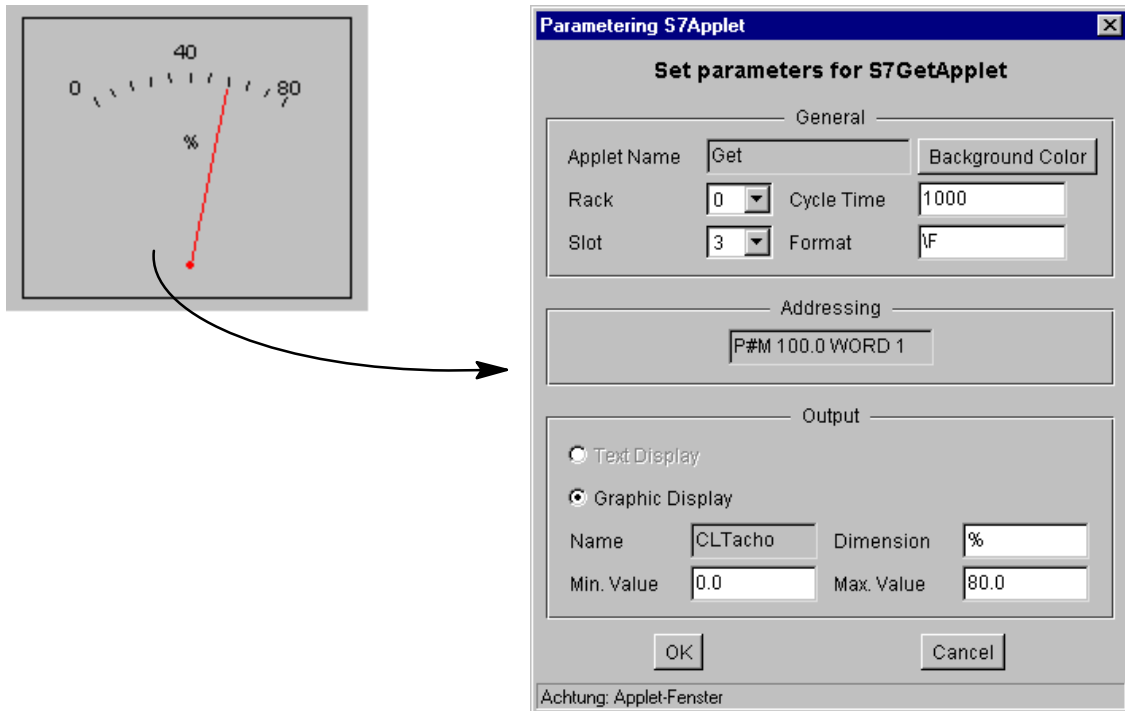 40
0 80
%
Parametering S7Applet
Set parameters for S7GetApplet
General
Applet Name Get Background Color
Rack 0 Cycle Time 1000
Slot 3 Format \F
Addressing
P#M 100.0 WORD 1
Output
Text Display
Graphic Display
Name CLTacho Dimension %
Min. Value 0.0 Max. Value 80.0
OK Cancel
Achtung: Applet-Fenster